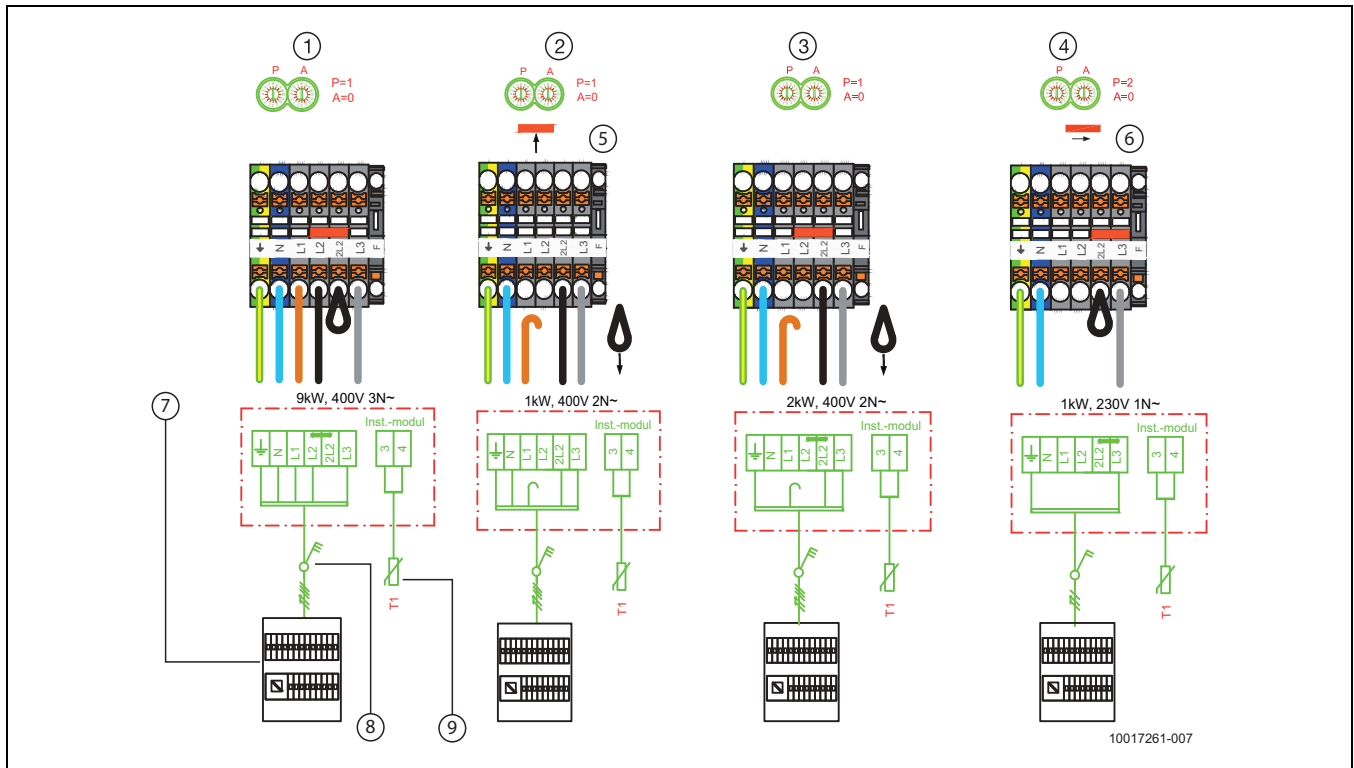 1 2 3 4
P A P=1 A=0
P A P=1 A=0
P A P=1 A=0
P A P=2 A=0
5 6
N L1 L2 2L2 L3 F
N L1 L2 2L2 L3 F
N L1 L2 2L2 L3 F
N L1 L2 2L2 L3 F
9kW, 400V 3N~
1kW, 400V 2N~
2kW, 400V 2N~
1kW, 230V 1N~
7
Inst.-modul
N L1 L2 2L2 L3 3 4
Inst.-modul
N L1 L2 2L2 L3 3 4
Inst.-modul
N L1 L2 2L2 L3 3 4
Inst.-modul
N L1 L2 2L2 L3 3 4
T1 T1 T1 T1
8 9
10017261-007